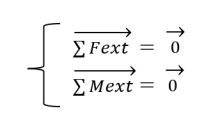 ∑ Fext = 0
∑ Mext = 0